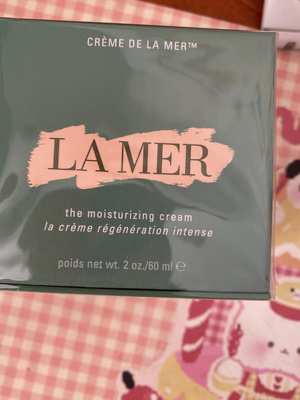 CRÈME DE LA MER™
LA MER
the moisturizing cream
la crème régénération intense
poids net wt. 2 oz./60 ml ℮